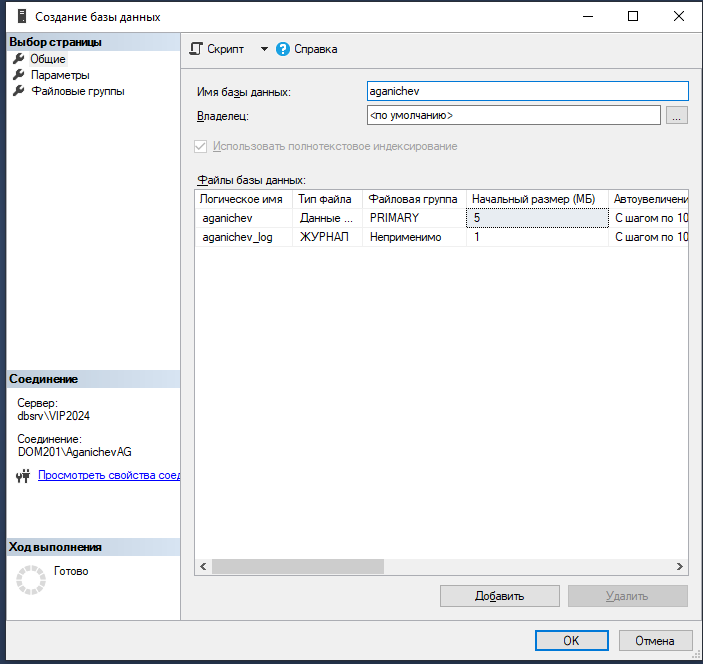 Создание базы данных
Выбор страницы
Общие
Параметры
Файловые группы
Скрипт
Справка
Имя базы данных:
aganichev
Владелец:
<по умолчанию>
...
Использовать полнотекстовое индексирование
Файлы базы данных:
Логическое имя Тип файла Файловая группа Начальный размер (МБ) Автоувеличени
aganichev Данные ... PRIMARY 5 С шагом по 10
aganichev_log ЖУРНАЛ Неприменимо 1 С шагом по 10
Соединение
Сервер:
dbsrv\VIP2024
Соединение:
DOM201\AganichevAG
Просмотреть свойства соед
Ход выполнения
Готово
Добавить
Удалить
OK
Отмена